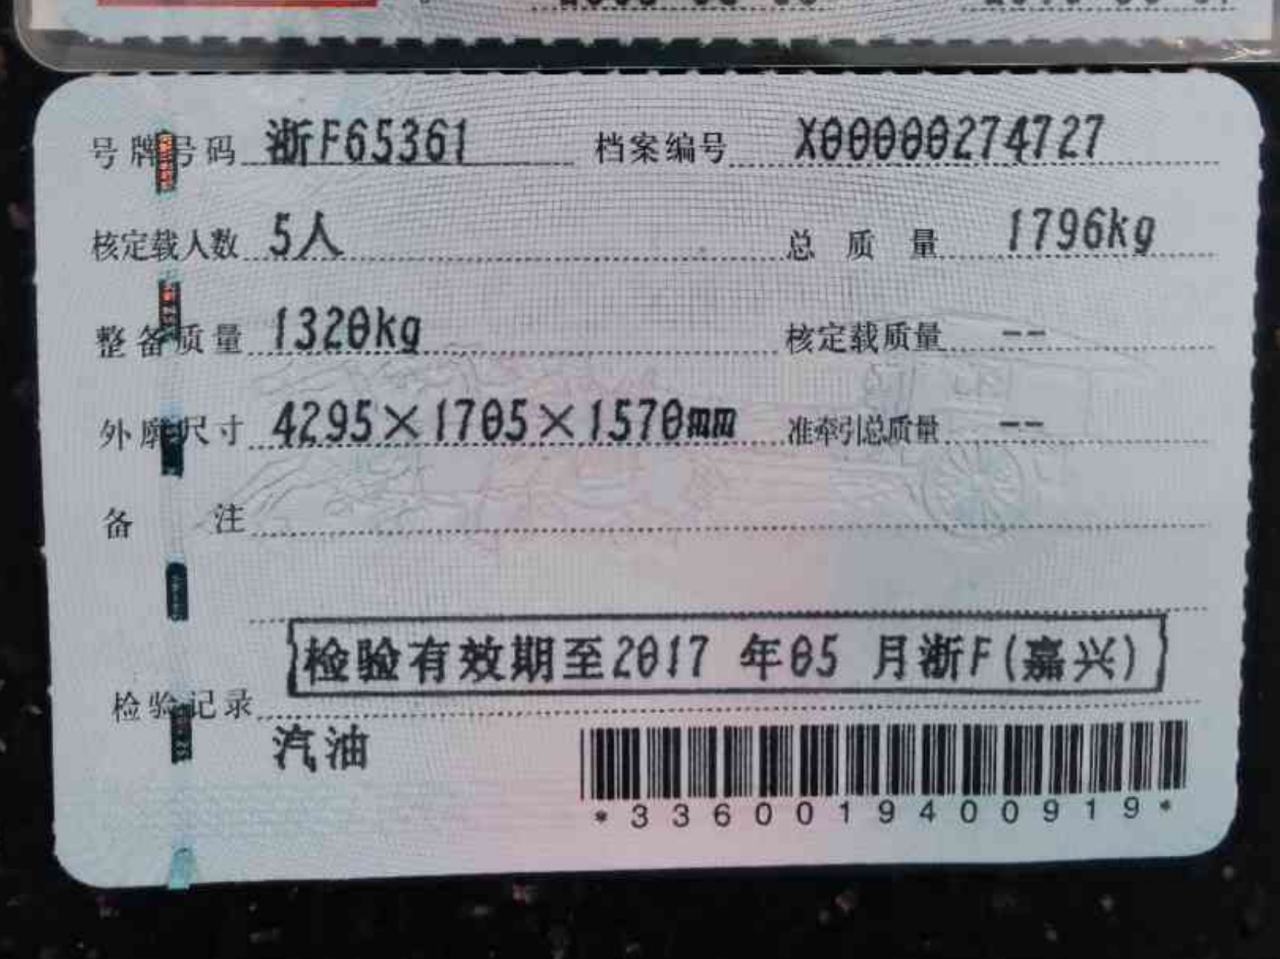 号牌号码 浙F65361 档案编号 X00000274727
核定载人数 5人 总质量 1796kg
整备质量 1320kg 核定载质量 --
外廓尺寸 4295×1705×1570mm 准牵引总质量 --
备注
检验有效期至2017年05月浙F(嘉兴)
检验记录
汽油
*3360019400919*